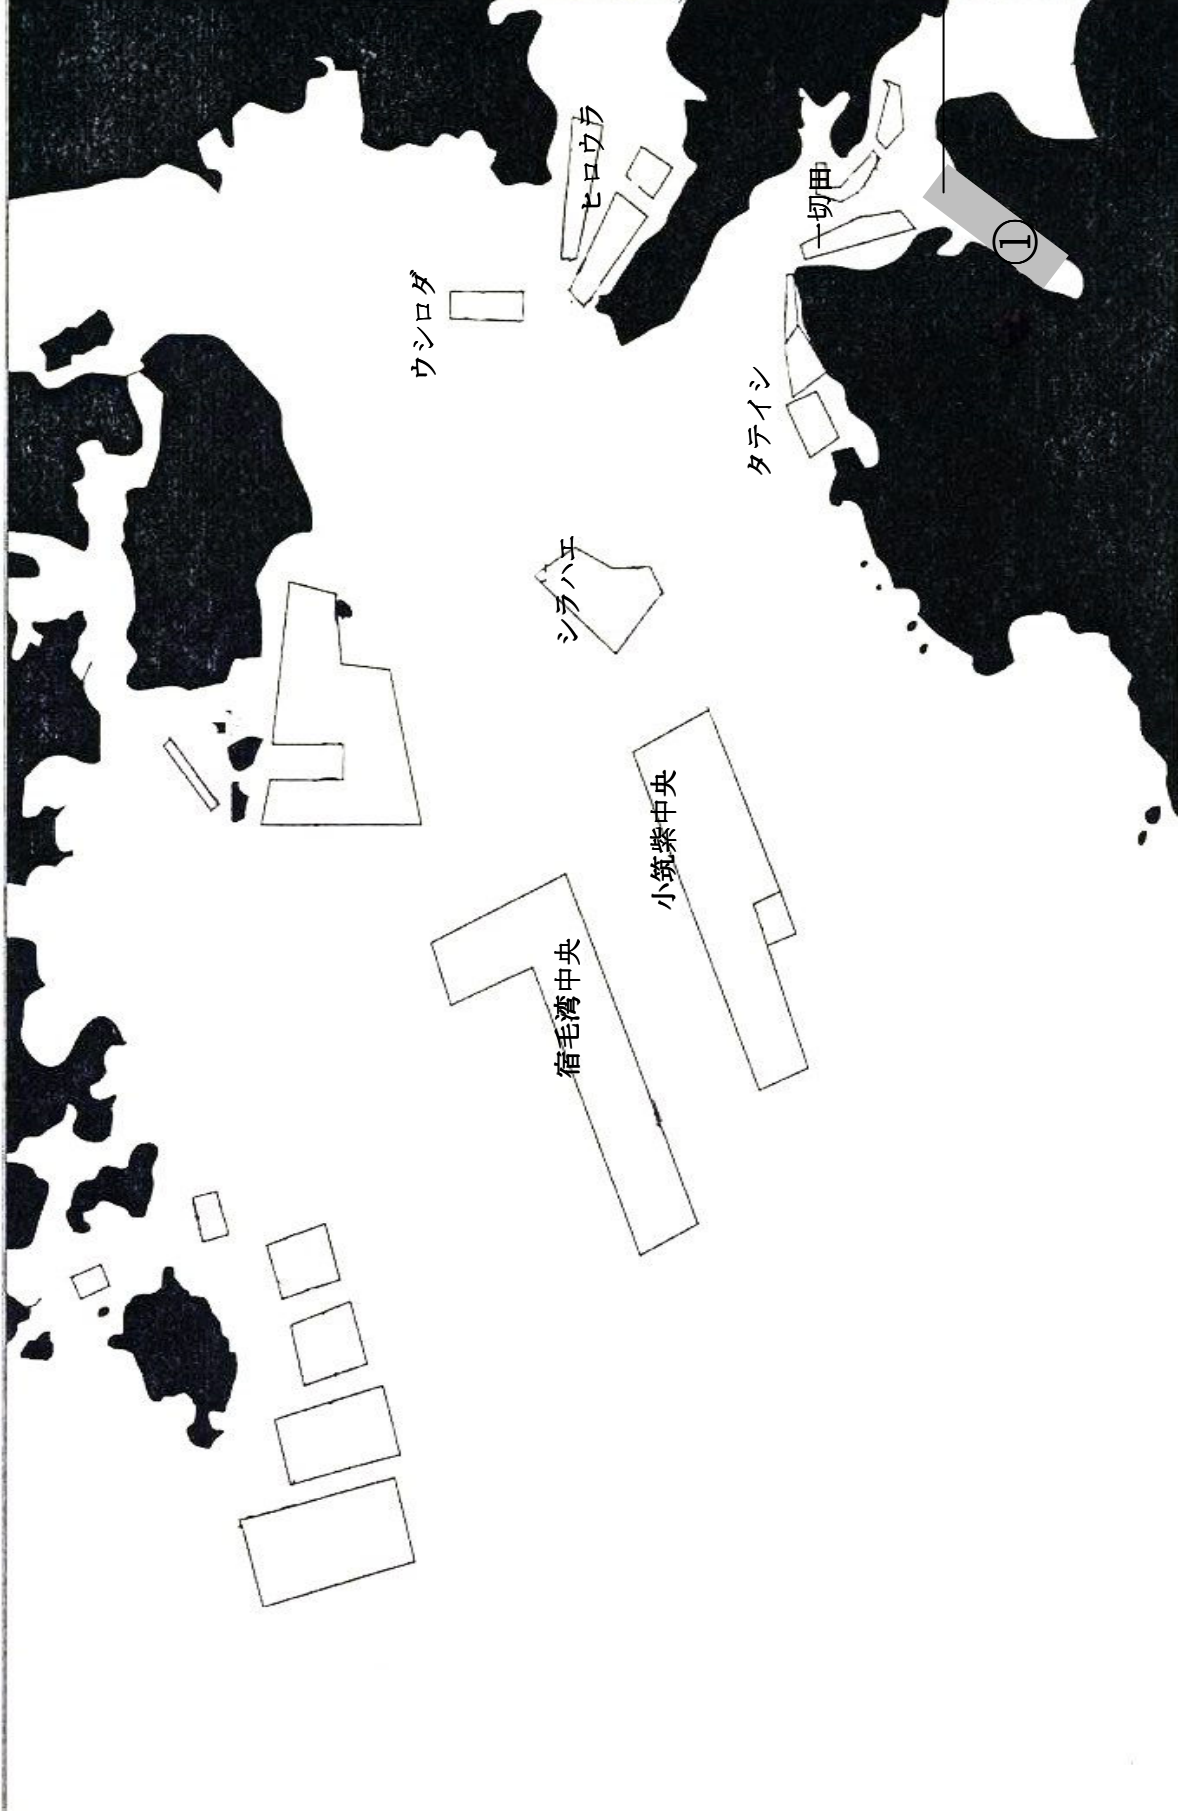 ヒロウラ
一切田
①
ウシロダ
タテイシ
シラハエ
小筑紫中央
宿毛湾中央